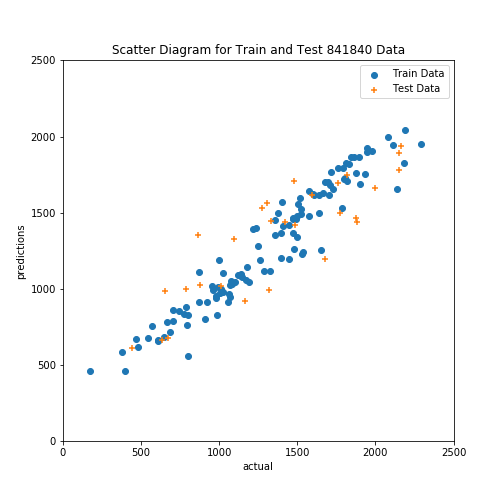 Scatter Diagram for Train and Test 841840 Data
Train Data
Test Data
2500
2000
1500
1000
500
0
predictions
0 500 1000 1500 2000 2500
actual